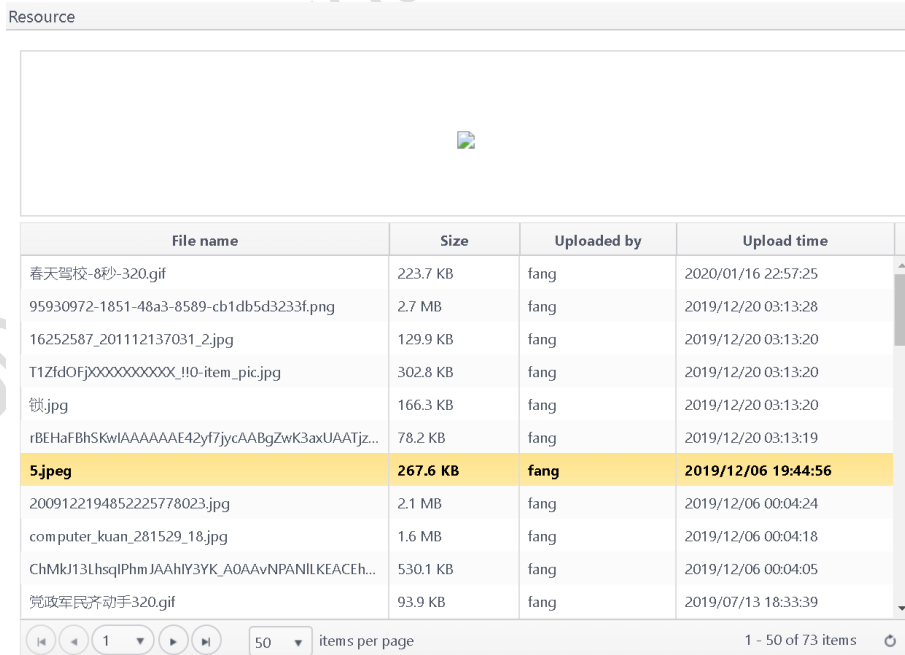 Resource
File name Size Uploaded by Upload time
春天驾校-8秒-320.gif 223.7 KB fang 2020/01/16 22:57:25
95930972-1851-48a3-8589-cb1db5d3233f.png 2.7 MB fang 2019/12/20 03:13:28
16252587_201112137031_2.jpg 129.9 KB fang 2019/12/20 03:13:20
T1ZfdOFjXXXXXXXXXX_!!0-item_pic.jpg 302.8 KB fang 2019/12/20 03:13:20
锁.jpg 166.3 KB fang 2019/12/20 03:13:20
rBEHaFBhSKwIAAAAAAE42yf7jycAABgZwK3axUAATjz... 78.2 KB fang 2019/12/20 03:13:19
5.jpeg 267.6 KB fang 2019/12/06 19:44:56
2009122194852225778023.jpg 2.1 MB fang 2019/12/06 00:04:24
computer_kuan_281529_18.jpg 1.6 MB fang 2019/12/06 00:04:18
ChMkJ13LhsqIPhmJAAhIY3YK_A0AAvNPANILKEACEh... 530.1 KB fang 2019/12/06 00:04:05
党政军民齐动手320.gif 93.9 KB fang 2019/07/13 18:33:39
1 50 items per page 1 - 50 of 73 items